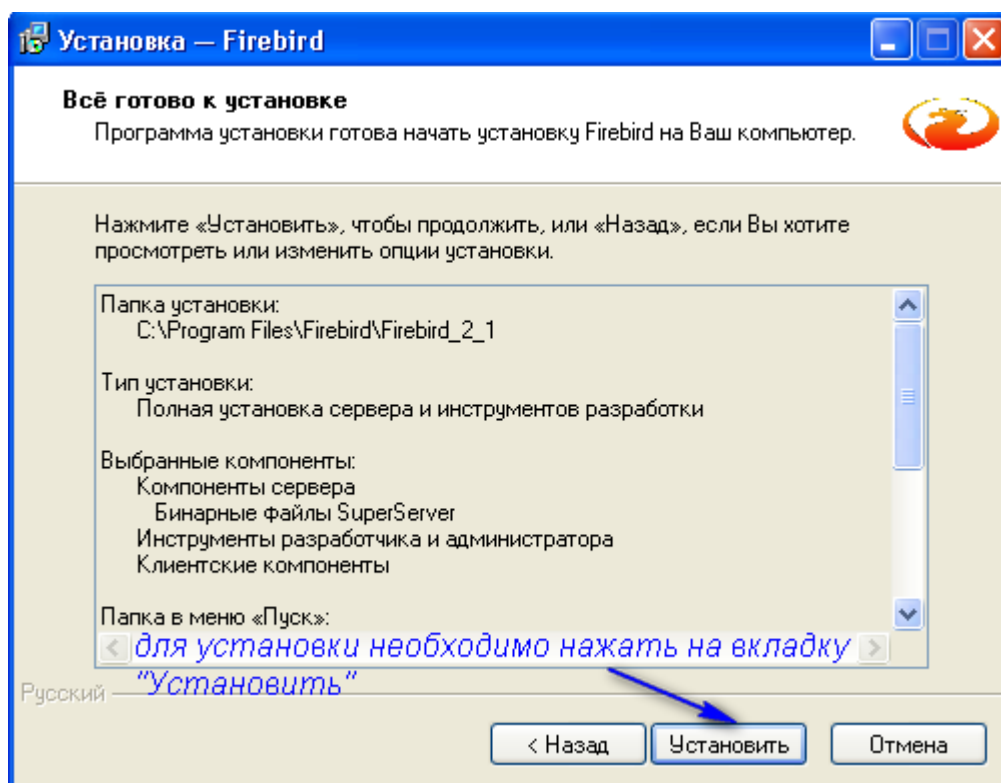 Установка — Firebird
Всё готово к установке
Программа установки готова начать установку Firebird на Ваш компьютер.
Нажмите «Установить», чтобы продолжить, или «Назад», если Вы хотите
просмотреть или изменить опции установки.
Папка установки:
C:\Program Files\Firebird\Firebird_2_1
Тип установки:
Полная установка сервера и инструментов разработки
Выбранные компоненты:
Компоненты сервера
Бинарные файлы SuperServer
Инструменты разработчика и администратора
Клиентские компоненты
Папка в меню «Пуск»:
для установки необходимо нажать на вкладку
"Установить"
Русский
< Назад
Установить
Отмена